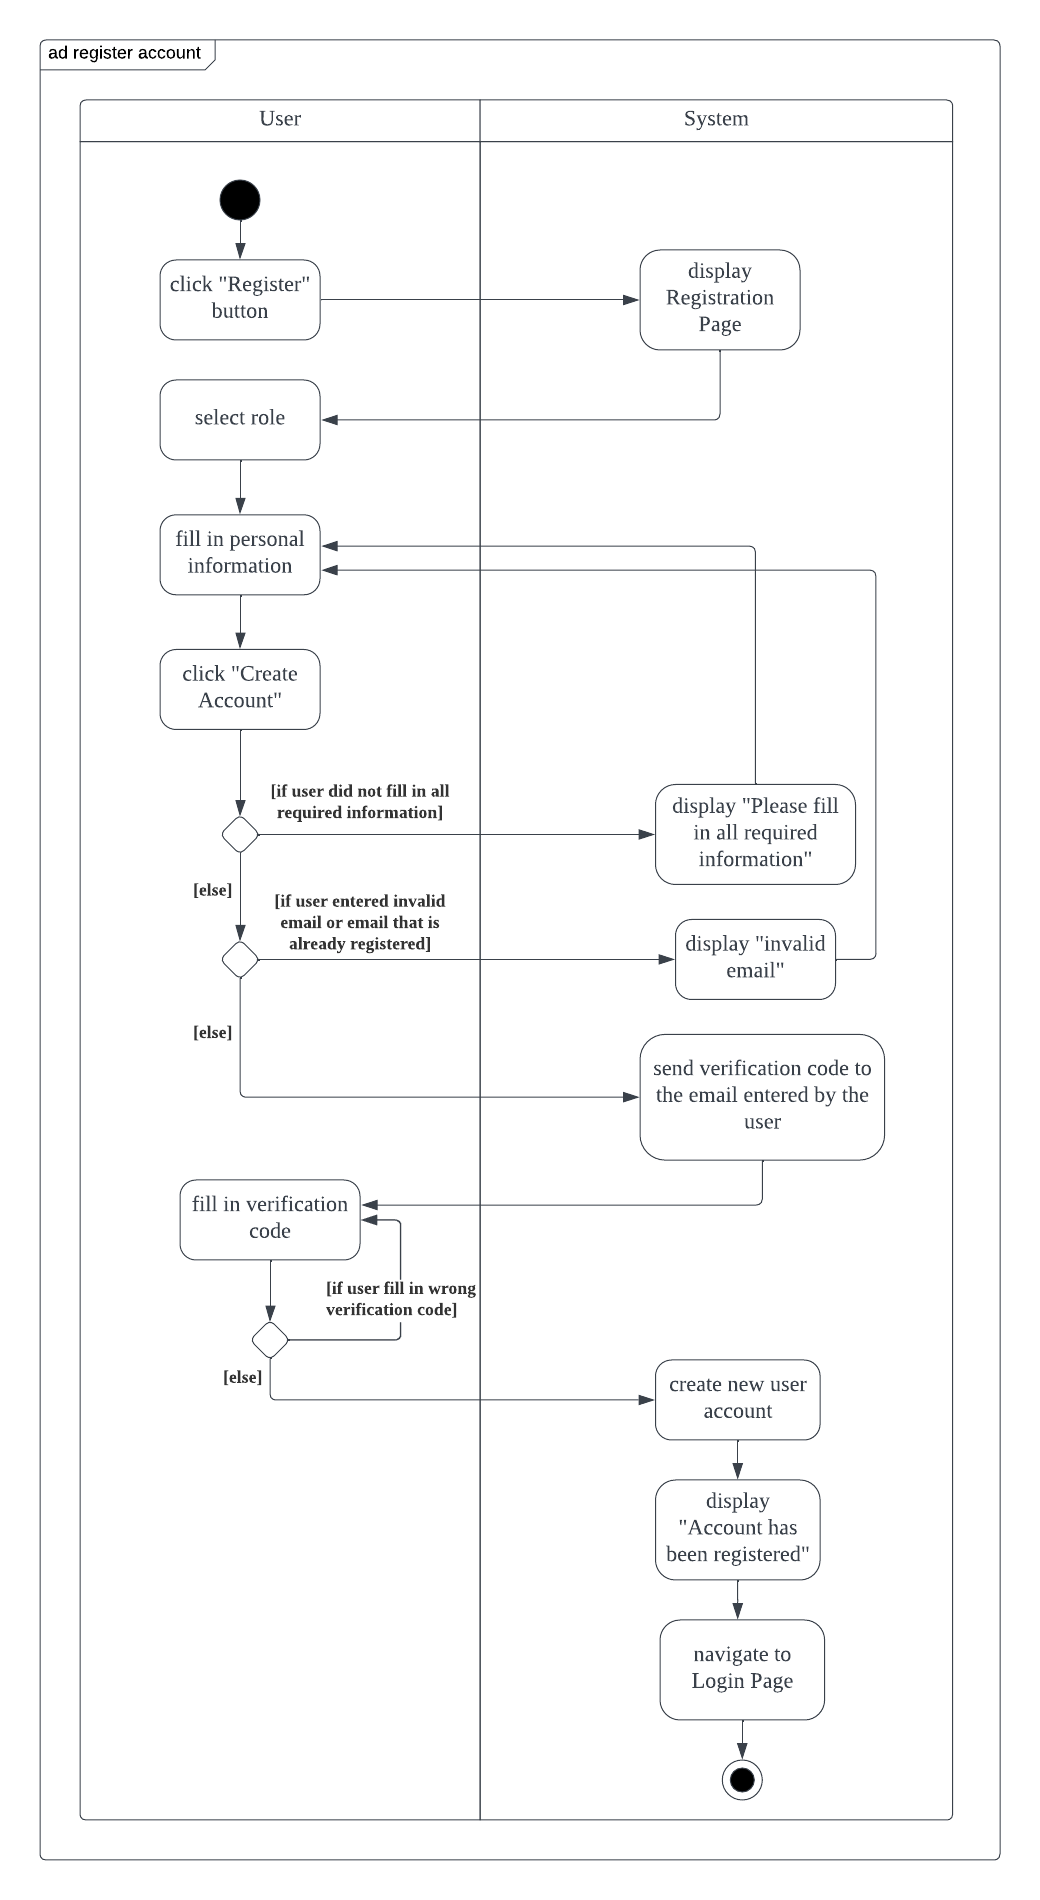 ad register account
User
System
click "Register"
button
display
Registration
Page
select role
fill in personal
information
click "Create
Account"
[if user did not fill in all
required information]
display "Please fill
in all required
information"
[else]
[if user entered invalid
email or email that is
already registered]
display "invalid
email"
[else]
send verification code to
the email entered by the
user
fill in verification
code
[if user fill in wrong
verification code]
[else]
create new user
account
display
"Account has
been registered"
navigate to
Login Page